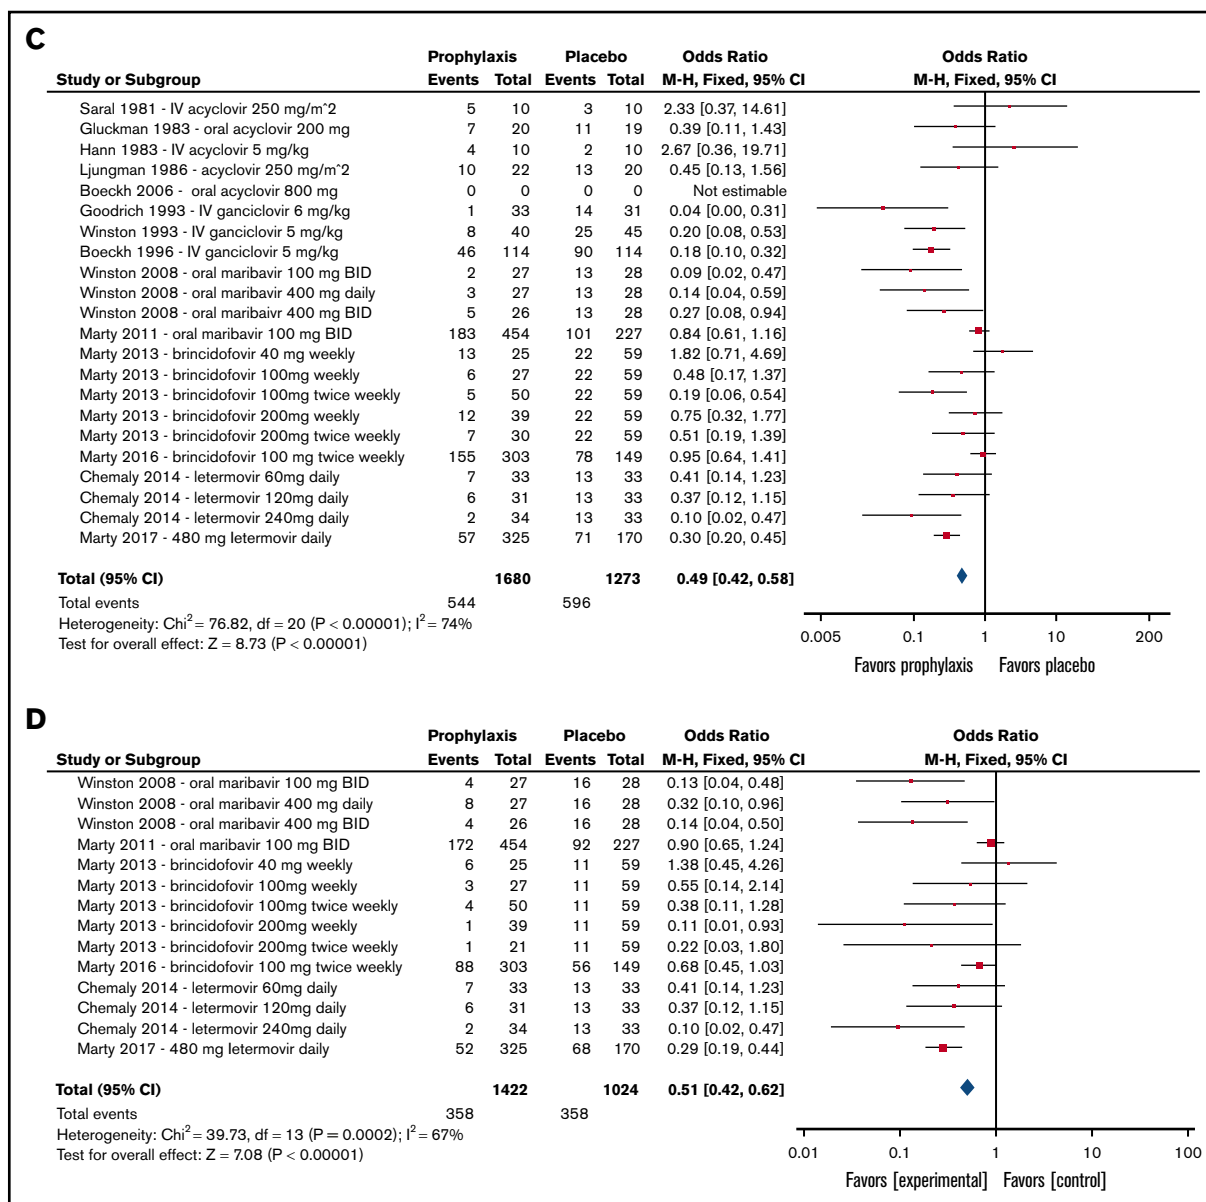 C
Prophylaxis Placebo Odds Ratio Odds Ratio
Study or Subgroup Events Total Events Total M-H, Fixed, 95% CI M-H, Fixed, 95% CI
Saral 1981 - IV acyclovir 250 mg/m^2 5 10 3 10 2.33 [0.37, 14.61]
Gluckman 1983 - oral acyclovir 200 mg 7 20 11 19 0.39 [0.11, 1.43]
Hann 1983 - IV acyclovir 5 mg/kg 4 10 2 10 2.67 [0.36, 19.71]
Ljungman 1986 - acyclovir 250 mg/m^2 10 22 13 20 0.45 [0.13, 1.56]
Boeckh 2006 - oral acyclovir 800 mg 0 0 0 0 Not estimable
Goodrich 1993 - IV ganciclovir 6 mg/kg 1 33 14 31 0.04 [0.00, 0.31]
Winston 1993 - IV ganciclovir 5 mg/kg 8 40 25 45 0.20 [0.08, 0.53]
Boeckh 1996 - IV ganciclovir 5 mg/kg 46 114 90 114 0.18 [0.10, 0.32]
Winston 2008 - oral maribavir 100 mg BID 2 27 13 28 0.09 [0.02, 0.47]
Winston 2008 - oral maribavir 400 mg daily 3 27 13 28 0.14 [0.04, 0.59]
Winston 2008 - oral maribaivr 400 mg BID 5 26 13 28 0.27 [0.08, 0.94]
Marty 2011 - oral maribavir 100 mg BID 183 454 101 227 0.84 [0.61, 1.16]
Marty 2013 - brincidofovir 40 mg weekly 13 25 22 59 1.82 [0.71, 4.69]
Marty 2013 - brincidofovir 100mg weekly 6 27 22 59 0.48 [0.17, 1.37]
Marty 2013 - brincidofovir 100mg twice weekly 5 50 22 59 0.19 [0.06, 0.54]
Marty 2013 - brincidofovir 200mg weekly 12 39 22 59 0.75 [0.32, 1.77]
Marty 2013 - brincidofovir 200mg twice weekly 7 30 22 59 0.51 [0.19, 1.39]
Marty 2016 - brincidofovir 100 mg twice weekly 155 303 78 149 0.95 [0.64, 1.41]
Chemaly 2014 - letermovir 60mg daily 7 33 13 33 0.41 [0.14, 1.23]
Chemaly 2014 - letermovir 120mg daily 6 31 13 33 0.37 [0.12, 1.15]
Chemaly 2014 - letermovir 240mg daily 2 34 13 33 0.10 [0.02, 0.47]
Marty 2017 - 480 mg letermovir daily 57 325 71 170 0.30 [0.20, 0.45]
Total (95% CI) 1680 1273 0.49 [0.42, 0.58]
Total events 544 596
Heterogeneity: Chi² = 76.82, df = 20 (P < 0.00001); I² = 74%
Test for overall effect: Z = 8.73 (P < 0.00001)
0.005 0.1 1 10 200
Favors prophylaxis Favors placebo
D
Prophylaxis Placebo Odds Ratio Odds Ratio
Study or Subgroup Events Total Events Total M-H, Fixed, 95% CI M-H, Fixed, 95% CI
Winston 2008 - oral maribavir 100 mg BID 4 27 16 28 0.13 [0.04, 0.48]
Winston 2008 - oral maribavir 400 mg daily 8 27 16 28 0.32 [0.10, 0.96]
Winston 2008 - oral maribavir 400 mg BID 4 26 16 28 0.14 [0.04, 0.50]
Marty 2011 - oral maribavir 100 mg BID 172 454 92 227 0.90 [0.65, 1.24]
Marty 2013 - brincidofovir 40 mg weekly 6 25 11 59 1.38 [0.45, 4.26]
Marty 2013 - brincidofovir 100mg weekly 3 27 11 59 0.55 [0.14, 2.14]
Marty 2013 - brincidofovir 100mg twice weekly 4 50 11 59 0.38 [0.11, 1.28]
Marty 2013 - brincidofovir 200mg weekly 1 39 11 59 0.11 [0.01, 0.93]
Marty 2013 - brincidofovir 200mg twice weekly 1 21 11 59 0.22 [0.03, 1.80]
Marty 2016 - brincidofovir 100 mg twice weekly 88 303 56 149 0.68 [0.45, 1.03]
Chemaly 2014 - letermovir 60mg daily 7 33 13 33 0.41 [0.14, 1.23]
Chemaly 2014 - letermovir 120mg daily 6 31 13 33 0.37 [0.12, 1.15]
Chemaly 2014 - letermovir 240mg daily 2 34 13 33 0.10 [0.02, 0.47]
Marty 2017 - 480 mg letermovir daily 52 325 68 170 0.29 [0.19, 0.44]
Total (95% CI) 1422 1024 0.51 [0.42, 0.62]
Total events 358 358
Heterogeneity: Chi² = 39.73, df = 13 (P = 0.0002); I² = 67%
Test for overall effect: Z = 7.08 (P < 0.00001)
0.01 0.1 1 10 100
Favors [experimental] Favors [control]